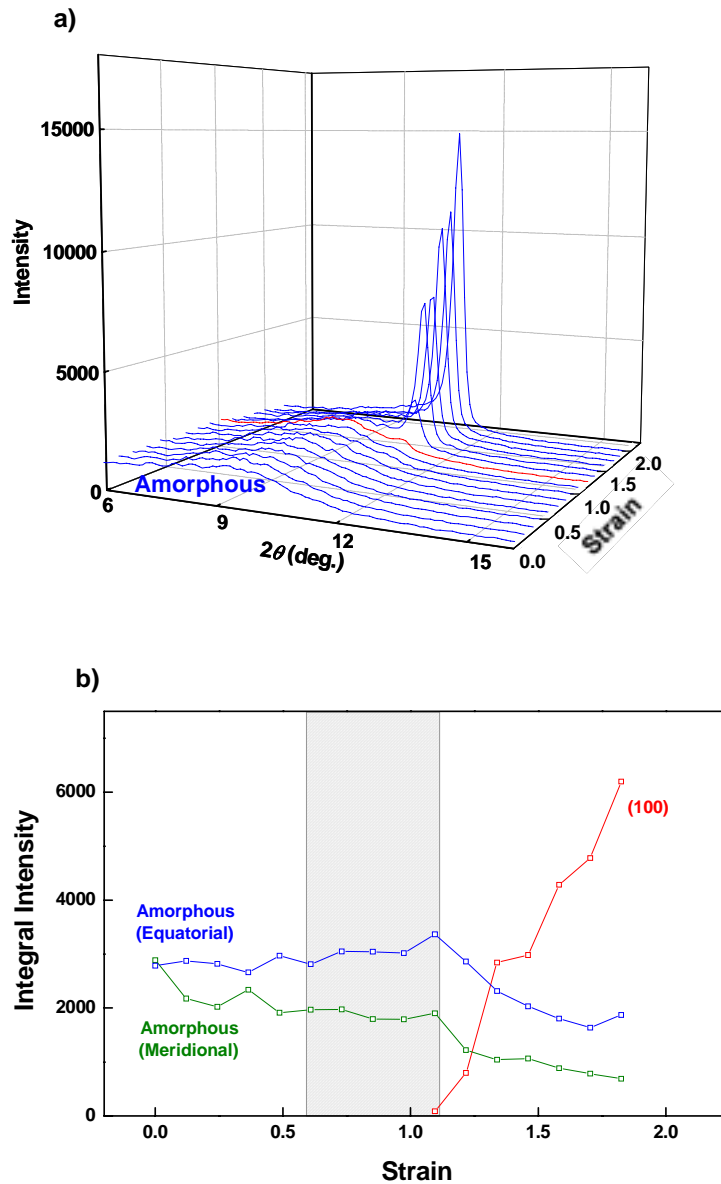 a)
15000
10000
5000
0
Intensity
Amorphous
6
9
12
15
2θ (deg.)
0.0
0.5
1.0
1.5
2.0
Strain
b)
6000
4000
2000
0
Integral Intensity
(100)
Amorphous
(Equatorial)
Amorphous
(Meridional)
0.0 0.5 1.0 1.5 2.0
Strain